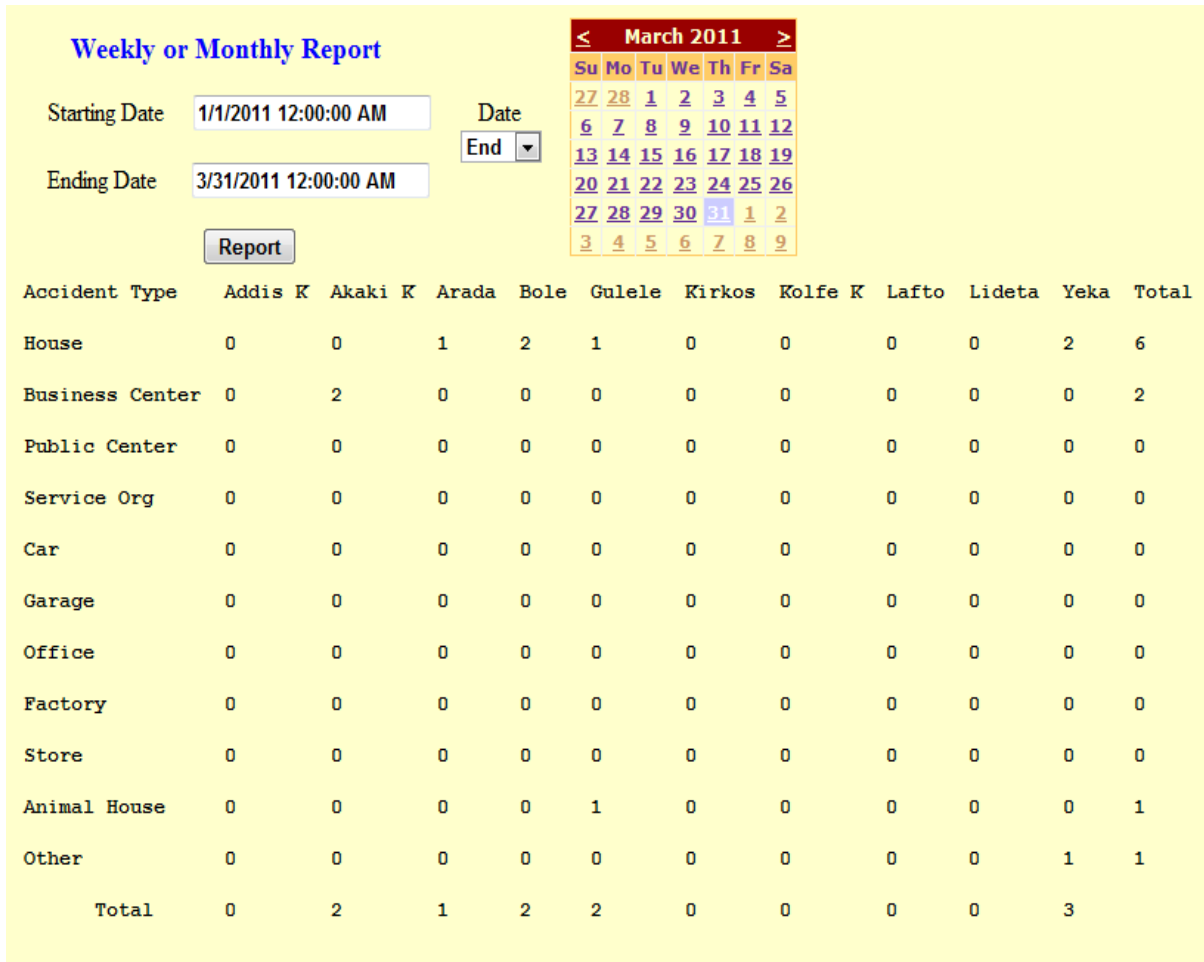 Weekly or Monthly Report
Starting Date 1/1/2011 12:00:00 AM Date
End
Ending Date 3/31/2011 12:00:00 AM
Report
< March 2011 >
Su Mo Tu We Th Fr Sa
27 28 1 2 3 4 5
6 7 8 9 10 11 12
13 14 15 16 17 18 19
20 21 22 23 24 25 26
27 28 29 30 31 1 2
3 4 5 6 7 8 9
Accident Type Addis K Akaki K Arada Bole Gulele Kirkos Kolfe K Lafto Lideta Yeka Total
House 0 0 1 2 1 0 0 0 0 2 6
Business Center 0 2 0 0 0 0 0 0 0 0 2
Public Center 0 0 0 0 0 0 0 0 0 0 0
Service Org 0 0 0 0 0 0 0 0 0 0 0
Car 0 0 0 0 0 0 0 0 0 0 0
Garage 0 0 0 0 0 0 0 0 0 0 0
Office 0 0 0 0 0 0 0 0 0 0 0
Factory 0 0 0 0 0 0 0 0 0 0 0
Store 0 0 0 0 0 0 0 0 0 0 0
Animal House 0 0 0 0 1 0 0 0 0 0 1
Other 0 0 0 0 0 0 0 0 0 1 1
Total 0 2 1 2 2 0 0 0 0 3